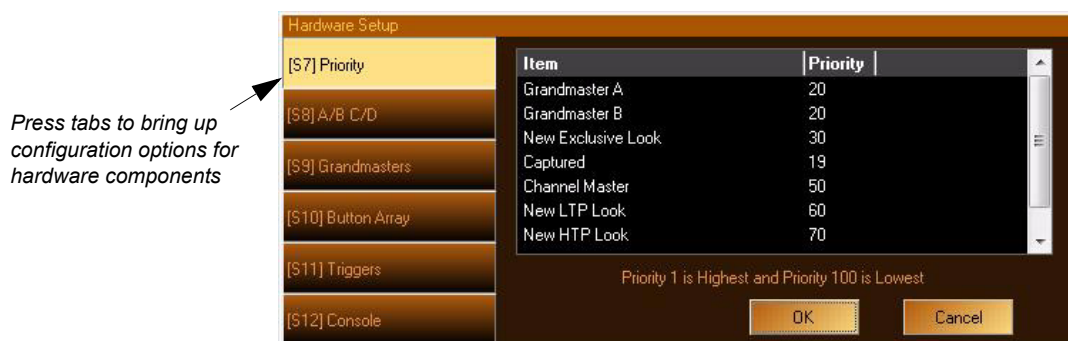 Hardware Setup
Press tabs to bring up
configuration options for
hardware components
[S7] Priority
[S8] A/B C/D
[S9] Grandmasters
[S10] Button Array
[S11] Triggers
[S12] Console
Item Priority
Grandmaster A 20
Grandmaster B 20
New Exclusive Look 30
Captured 19
Channel Master 50
New LTP Look 60
New HTP Look 70
Priority 1 is Highest and Priority 100 is Lowest
OK Cancel